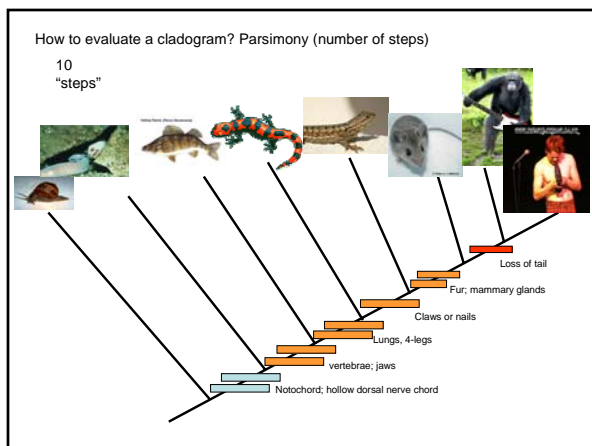 How to evaluate a cladogram? Parsimony (number of steps)
10
“steps”
Loss of tail
Fur; mammary glands
Claws or nails
Lungs, 4-legs
vertebrae; jaws
Notochord; hollow dorsal nerve chord